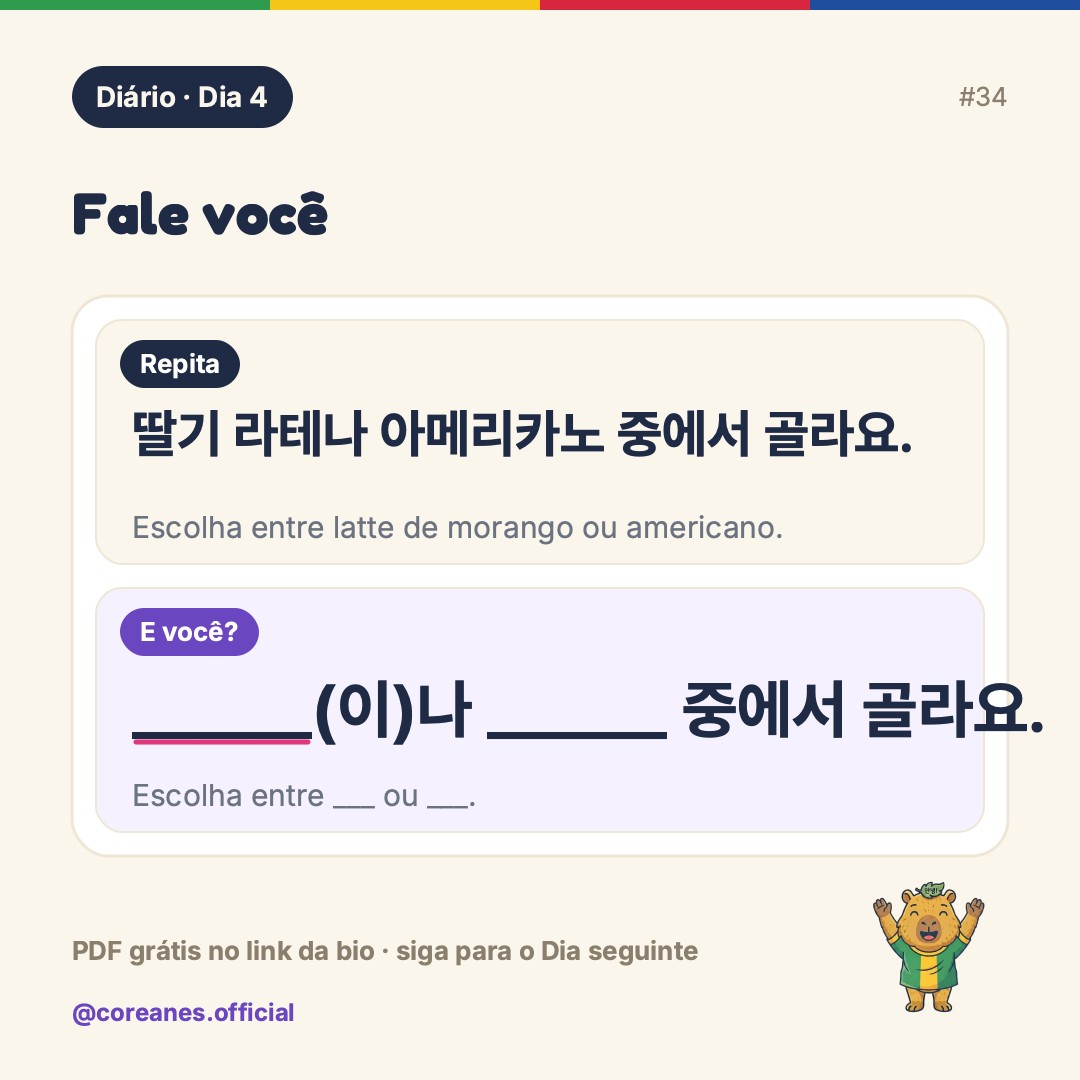 Diário · Dia 4
#34
Fale você
Repita
딸기 라테나 아메리카노 중에서 골라요.
Escolha entre latte de morango ou americano.
E você?
______(이)나 ______ 중에서 골라요.
Escolha entre ___ ou ___.
PDF grátis no link da bio · siga para o Dia seguinte
@coreanes.official